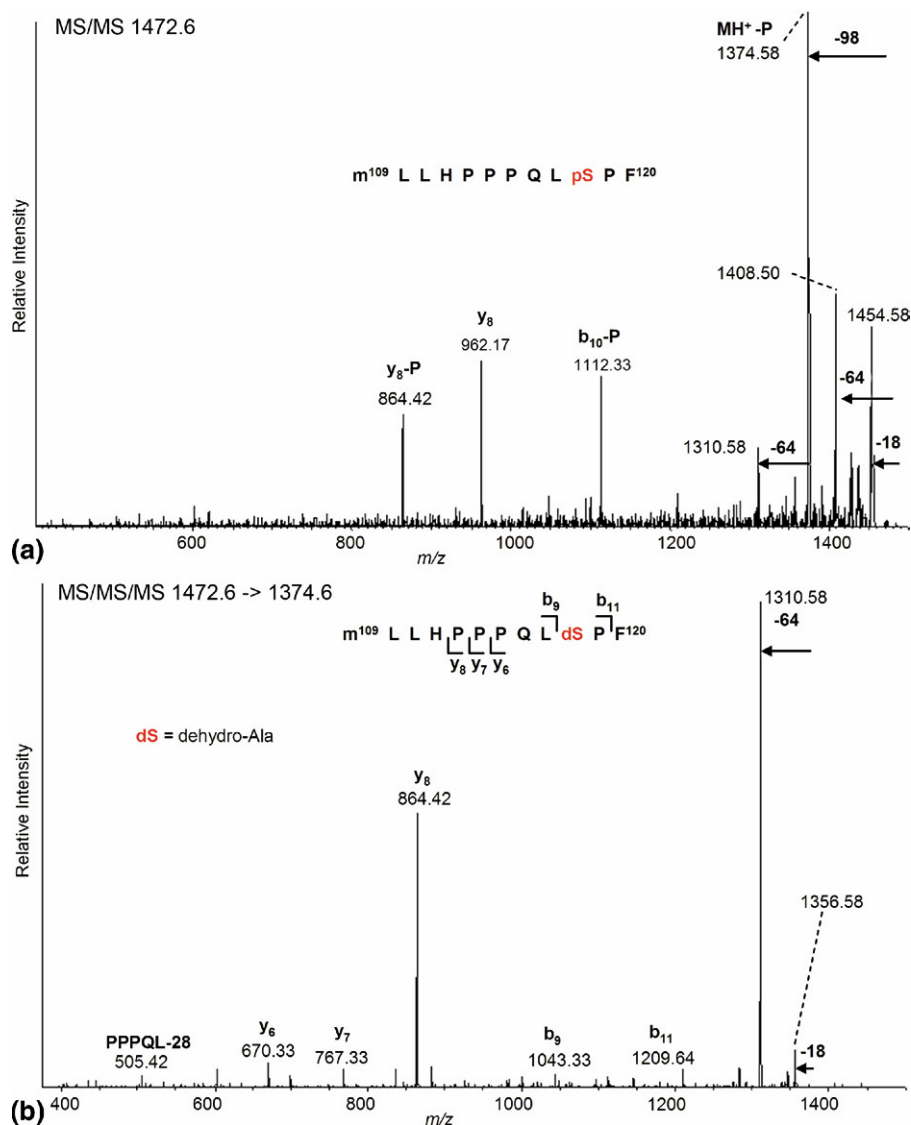 MS/MS 1472.6
MH⁺ -P
1374.58
-98
m¹⁰⁹ L L H P P P Q L pS P F¹²⁰
Relative Intensity
1408.50
1454.58
y₈
962.17
b₁₀-P
1112.33
y₈-P
864.42
-64
1310.58
-64
-18
600
800
1000
1200
1400
m/z
(a)
MS/MS/MS 1472.6 -> 1374.6
b₉
b₁₁
1310.58
-64
m¹⁰⁹ L L H P P P Q L dS P F¹²⁰
y₈ y₇ y₆
dS = dehydro-Ala
Relative Intensity
y₈
864.42
1356.58
PPPQL-28
505.42
y₆
670.33
y₇
767.33
b₉
1043.33
b₁₁
1209.64
-18
400
600
800
1000
1200
1400
m/z
(b)